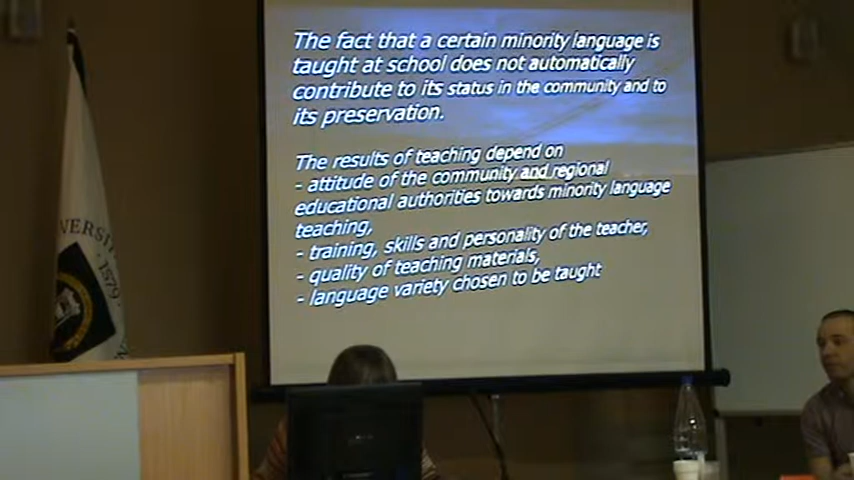 The fact that a certain minority language is
taught at school does not automatically
contribute to its status in the community and to
its preservation.
The results of teaching depend on
- attitude of the community and regional
educational authorities towards minority language
teaching,
- training, skills and personality of the teacher,
- quality of teaching materials,
- language variety chosen to be taught
VERSIT
1579